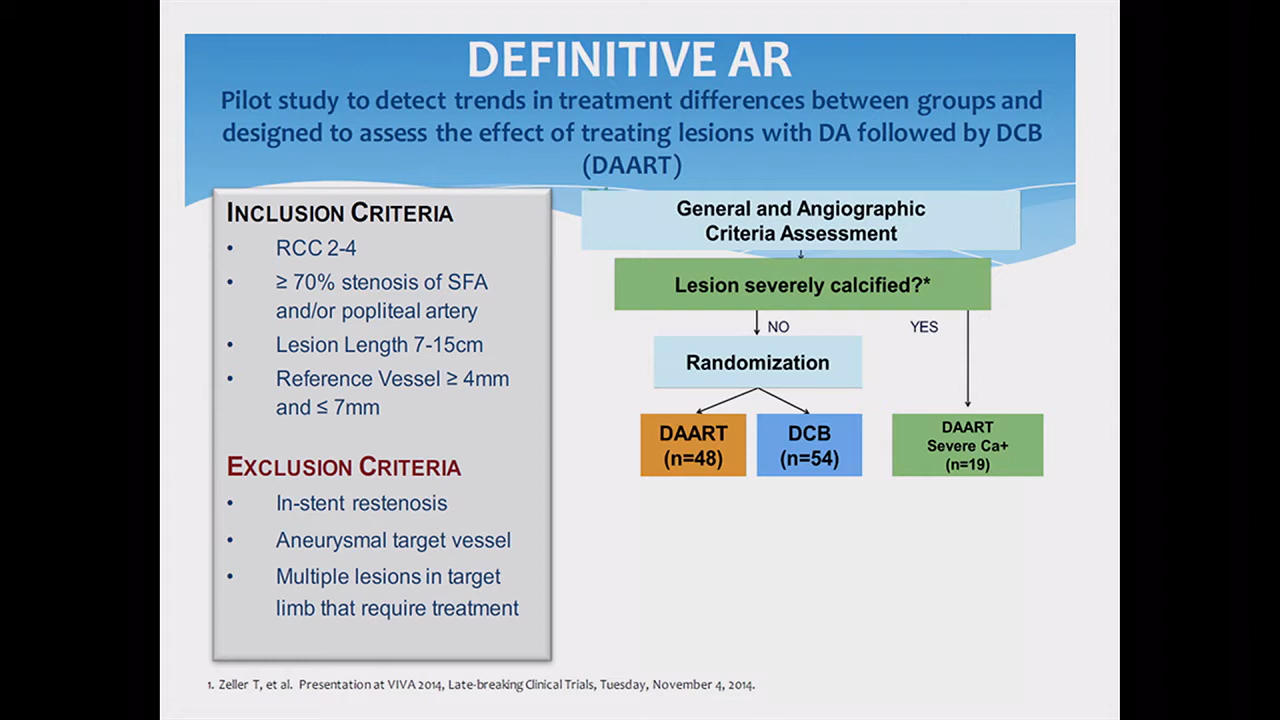 DEFINITIVE AR
Pilot study to detect trends in treatment differences between groups and
designed to assess the effect of treating lesions with DA followed by DCB
(DAART)
INCLUSION CRITERIA
• RCC 2-4
• ≥ 70% stenosis of SFA
and/or popliteal artery
• Lesion Length 7-15cm
• Reference Vessel ≥ 4mm
and ≤ 7mm
EXCLUSION CRITERIA
• In-stent restenosis
• Aneurysmal target vessel
• Multiple lesions in target
limb that require treatment
General and Angiographic
Criteria Assessment
Lesion severely calcified?*
NO
YES
Randomization
DAART
(n=48)
DCB
(n=54)
DAART
Severe Ca+
(n=19)
1. Zeller T, et al. Presentation at VIVA 2014, Late-breaking Clinical Trials, Tuesday, November 4, 2014.